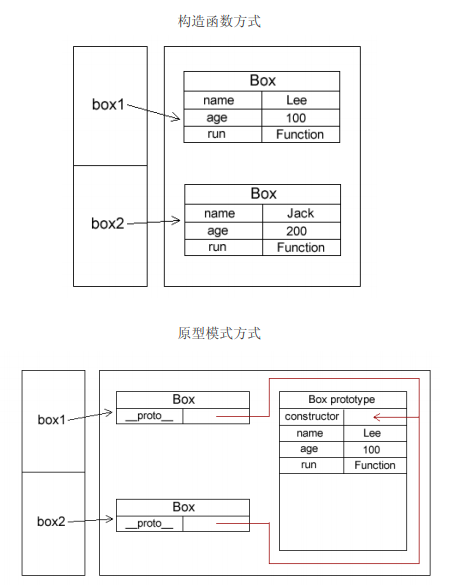 构造函数方式
box1
box2
Box
name Lee
age 100
run Function
Box
name Jack
age 200
run Function
原型模式方式
box1
box2
Box
__proto__
Box
__proto__
Box prototype
constructor
name Lee
age 100
run Function